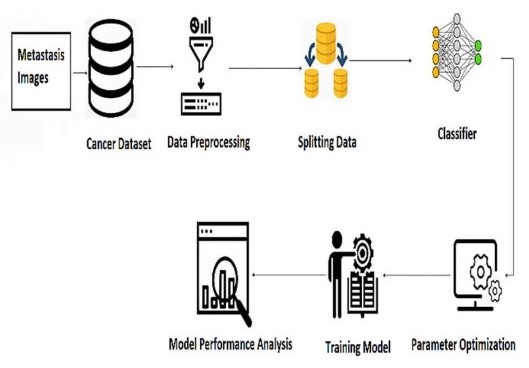 Metastasis
Images
Cancer Dataset
Data Preprocessing
Splitting Data
Classifier
Model Performance Analysis
Training Model
Parameter Optimization